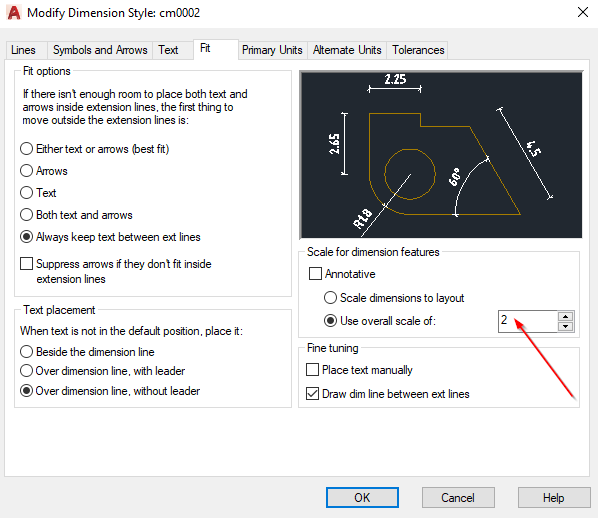 A Modify Dimension Style: cm0002
Lines Symbols and Arrows Text Fit Primary Units Alternate Units Tolerances
Fit options
If there isn't enough room to place both text and
arrows inside extension lines, the first thing to
move outside the extension lines is:
Either text or arrows (best fit)
Arrows
Text
Both text and arrows
Always keep text between ext lines
Suppress arrows if they don't fit inside
extension lines
Text placement
When text is not in the default position, place it:
Beside the dimension line
Over dimension line, with leader
Over dimension line, without leader
2.25
2.65
4.5
60°
R1.8
Scale for dimension features
Annotative
Scale dimensions to layout
Use overall scale of: 2
Fine tuning
Place text manually
Draw dim line between ext lines
OK Cancel Help